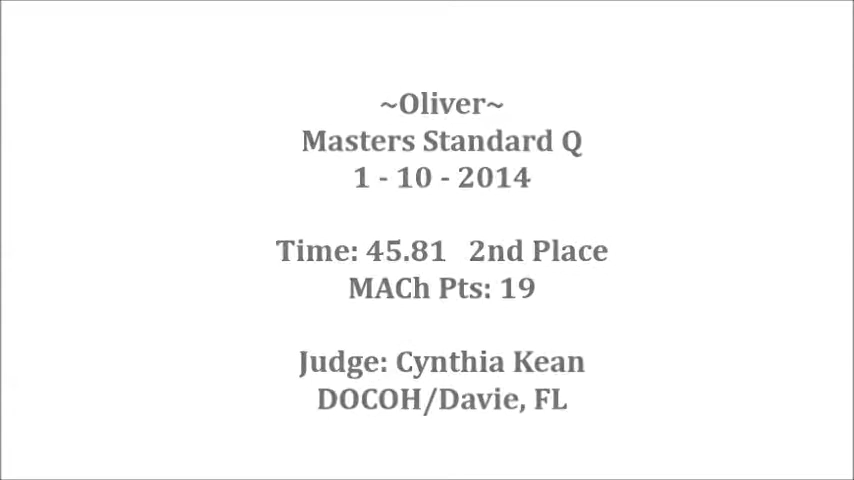 ~Oliver~
Masters Standard Q
1 - 10 - 2014
Time: 45.81   2nd Place
MACh Pts: 19
Judge: Cynthia Kean
DOCOH/Davie, FL